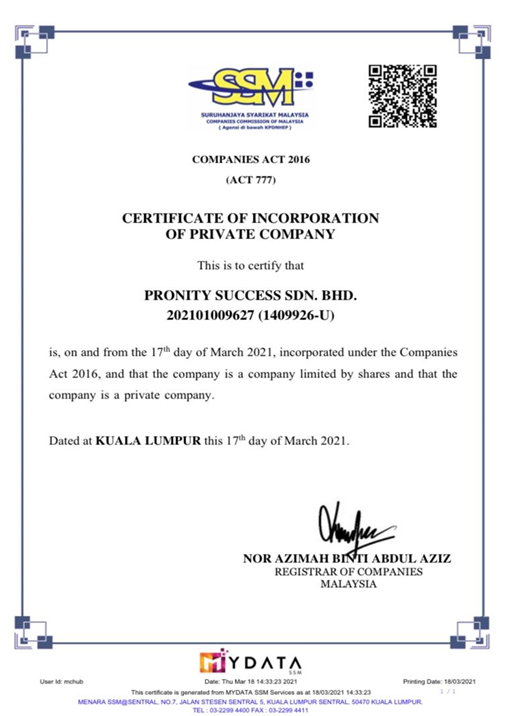 SSM
SURUHANJAYA SYARIKAT MALAYSIA
COMPANIES COMMISSION OF MALAYSIA
( Agensi di bawah KPDNHEP )
COMPANIES ACT 2016
(ACT 777)
CERTIFICATE OF INCORPORATION
OF PRIVATE COMPANY
This is to certify that
PRONITY SUCCESS SDN. BHD.
202101009627 (1409926-U)
is, on and from the 17th day of March 2021, incorporated under the Companies
Act 2016, and that the company is a company limited by shares and that the
company is a private company.
Dated at KUALA LUMPUR this 17th day of March 2021.
NOR AZIMAH BINTI ABDUL AZIZ
REGISTRAR OF COMPANIES
MALAYSIA
MYDATA
SSM
User Id: mchub
Date: Thu Mar 18 14:33:23 2021
Printing Date: 18/03/2021
This certificate is generated from MYDATA SSM Services as at 18/03/2021 14:33:23
1 / 1
MENARA SSM@SENTRAL, NO.7, JALAN STESEN SENTRAL 5, KUALA LUMPUR SENTRAL, 50470 KUALA LUMPUR.
TEL : 03-2299 4400 FAX : 03-2299 4411